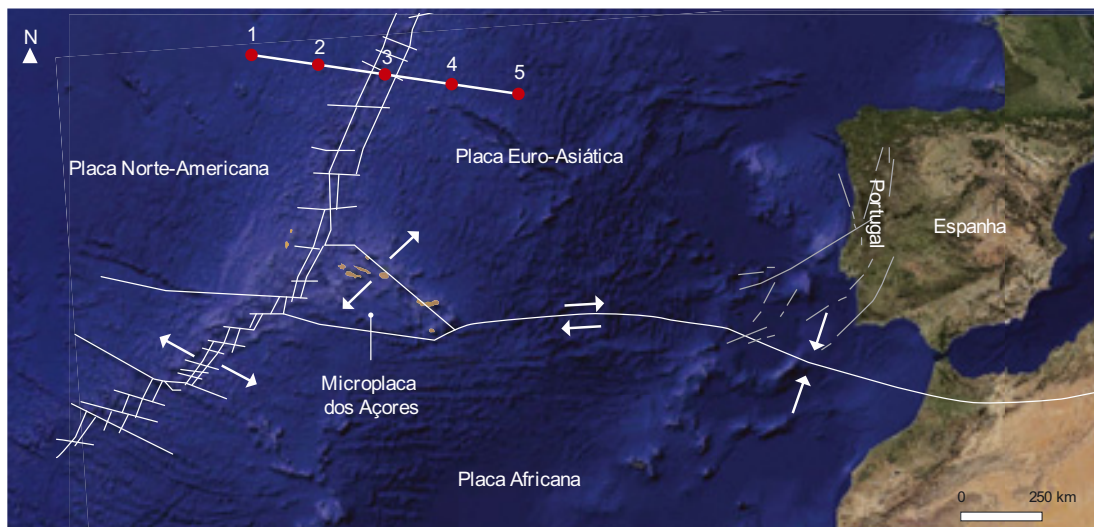 N
1
2
3
4
5
Placa Norte-Americana
Placa Euro-Asiática
Portugal
Espanha
Microplaca
dos Açores
Placa Africana
0 250 km